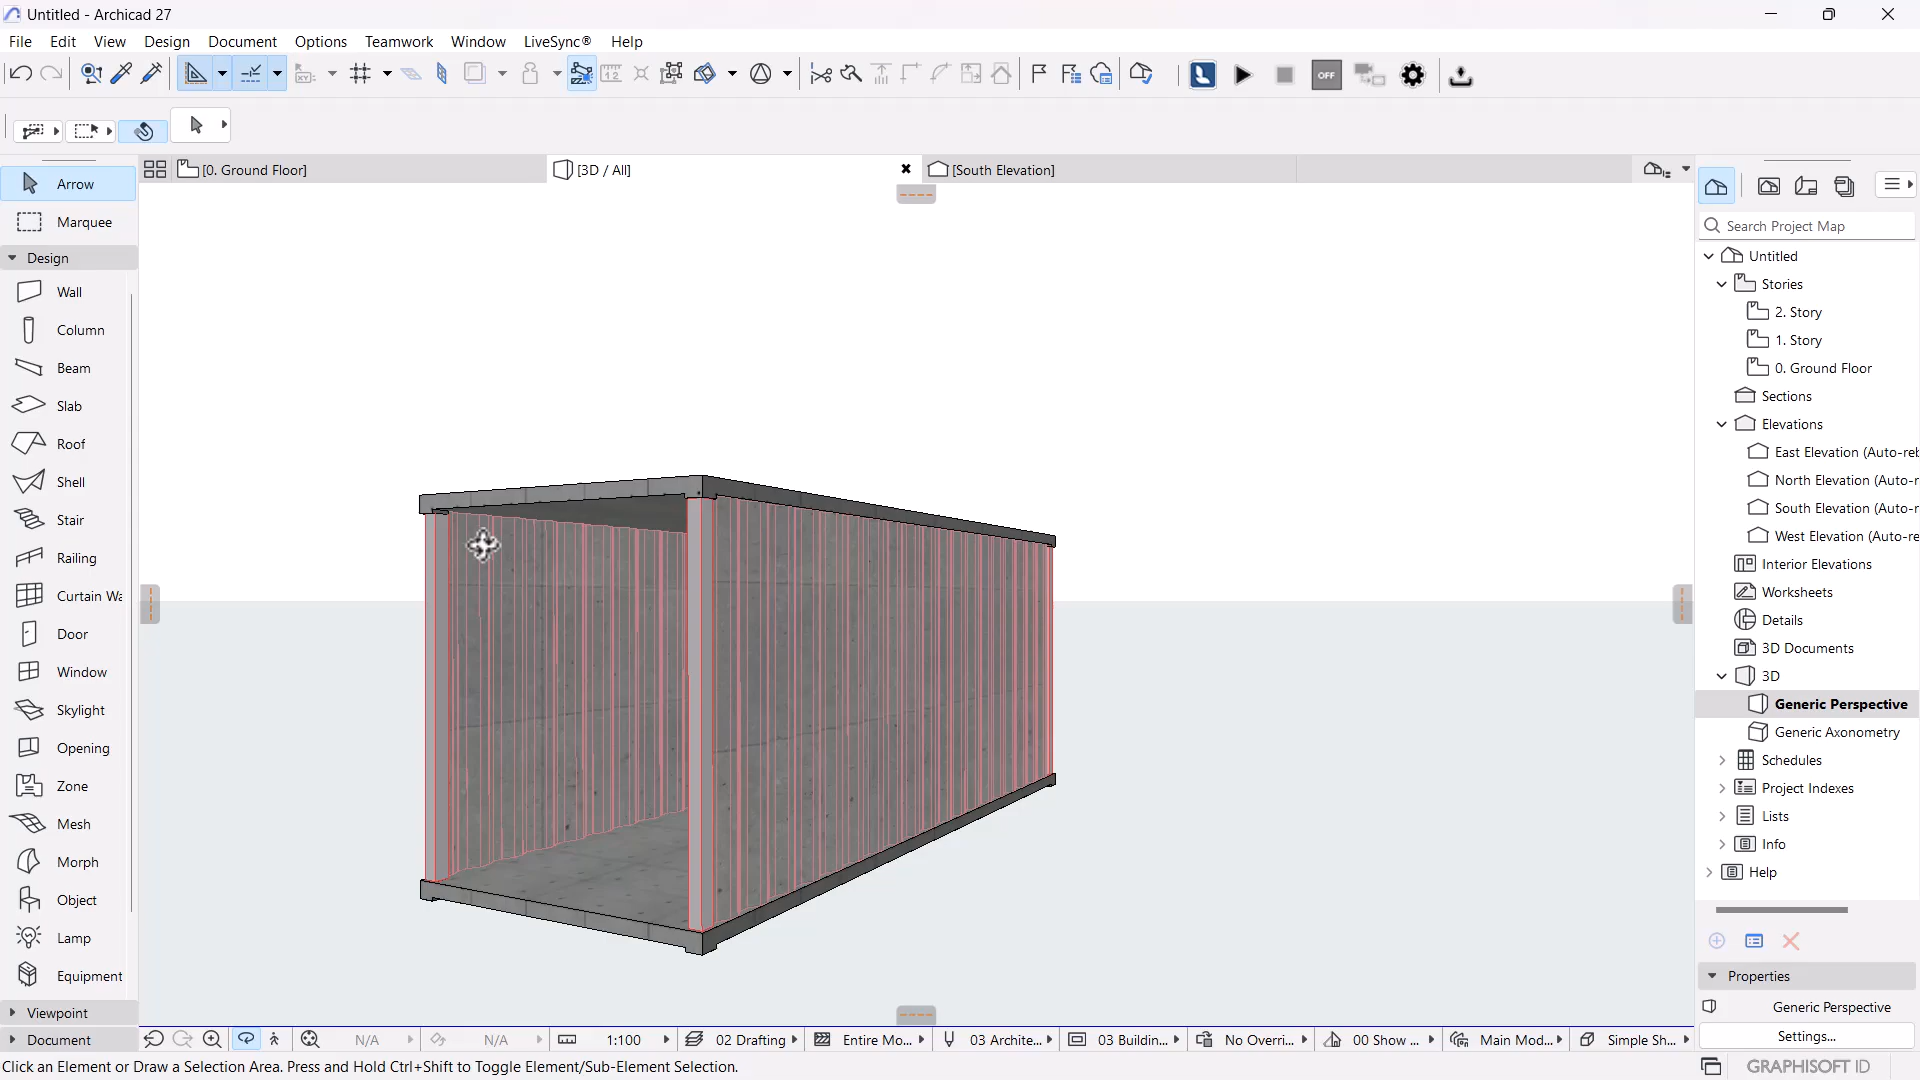 Untitled - Archicad 27
File Edit View Design Document Options Teamwork Window LiveSync® Help
OFF
[0. Ground Floor] [3D / All] [South Elevation]
Arrow
Marquee
Design
Wall
Column
Beam
Slab
Roof
Shell
Stair
Railing
Curtain Wa
Door
Window
Skylight
Opening
Zone
Mesh
Morph
Object
Lamp
Equipment
Viewpoint
Document
Search Project Map
Untitled
Stories
2. Story
1. Story
0. Ground Floor
Sections
Elevations
East Elevation (Auto-reb
North Elevation (Auto-r
South Elevation (Auto-r
West Elevation (Auto-re
Interior Elevations
Worksheets
Details
3D Documents
3D
Generic Perspective
Generic Axonometry
Schedules
Project Indexes
Lists
Info
Help
Properties
Generic Perspective
Settings...
N/A N/A 1:100 02 Drafting Entire Mo... 03 Archite... 03 Buildin... No Overri... 00 Show ... Main Mod... Simple Sh...
Click an Element or Draw a Selection Area. Press and Hold Ctrl+Shift to Toggle Element/Sub-Element Selection.
GRAPHISOFT ID